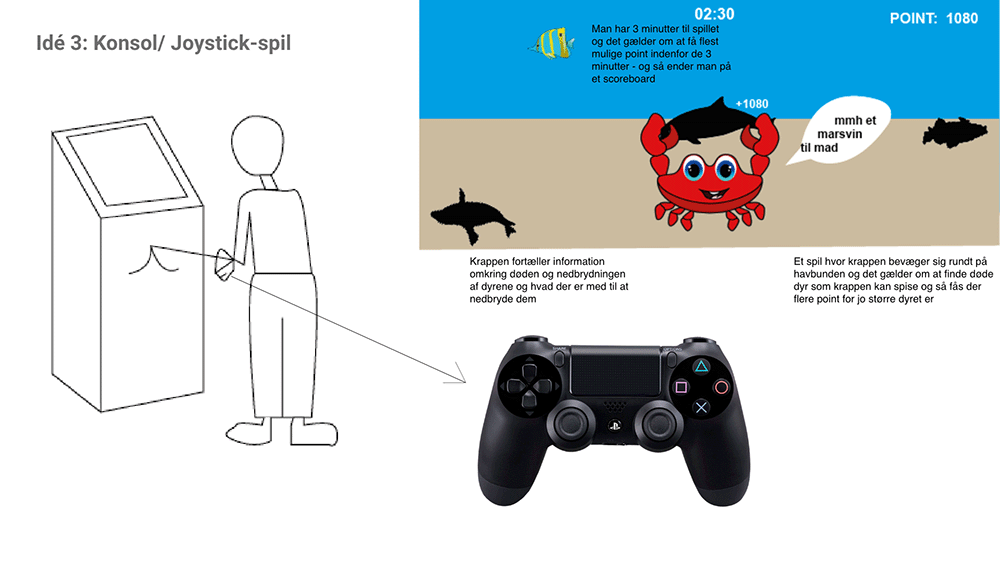 Idé 3: Konsol/ Joystick-spil
02:30
POINT: 1080
Man har 3 minutter til spillet
og det gælder om at få flest
mulige point indenfor de 3
minutter - og så ender man på
et scoreboard
+1080
mmh et
marsvin
til mad
Krappen fortæller information
omkring døden og nedbrydningen
af dyrene og hvad der er med til at
nedbryde dem
Et spil hvor krappen bevæger sig rundt på
havbunden og det gælder om at finde døde
dyr som krappen kan spise og så fås der
flere point for jo større dyret er